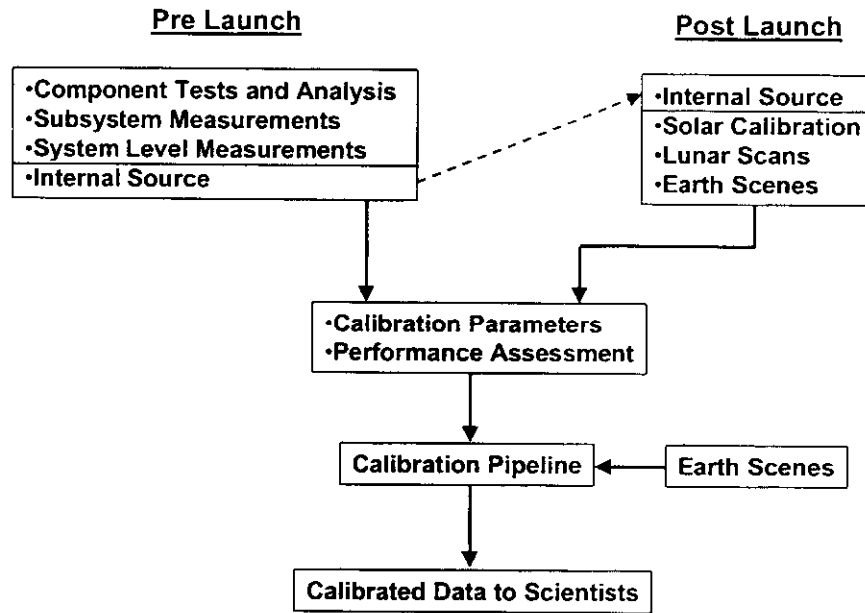 Pre Launch
•Component Tests and Analysis
•Subsystem Measurements
•System Level Measurements
•Internal Source
Post Launch
•Internal Source
•Solar Calibration
•Lunar Scans
•Earth Scenes
•Calibration Parameters
•Performance Assessment
Calibration Pipeline
Earth Scenes
Calibrated Data to Scientists